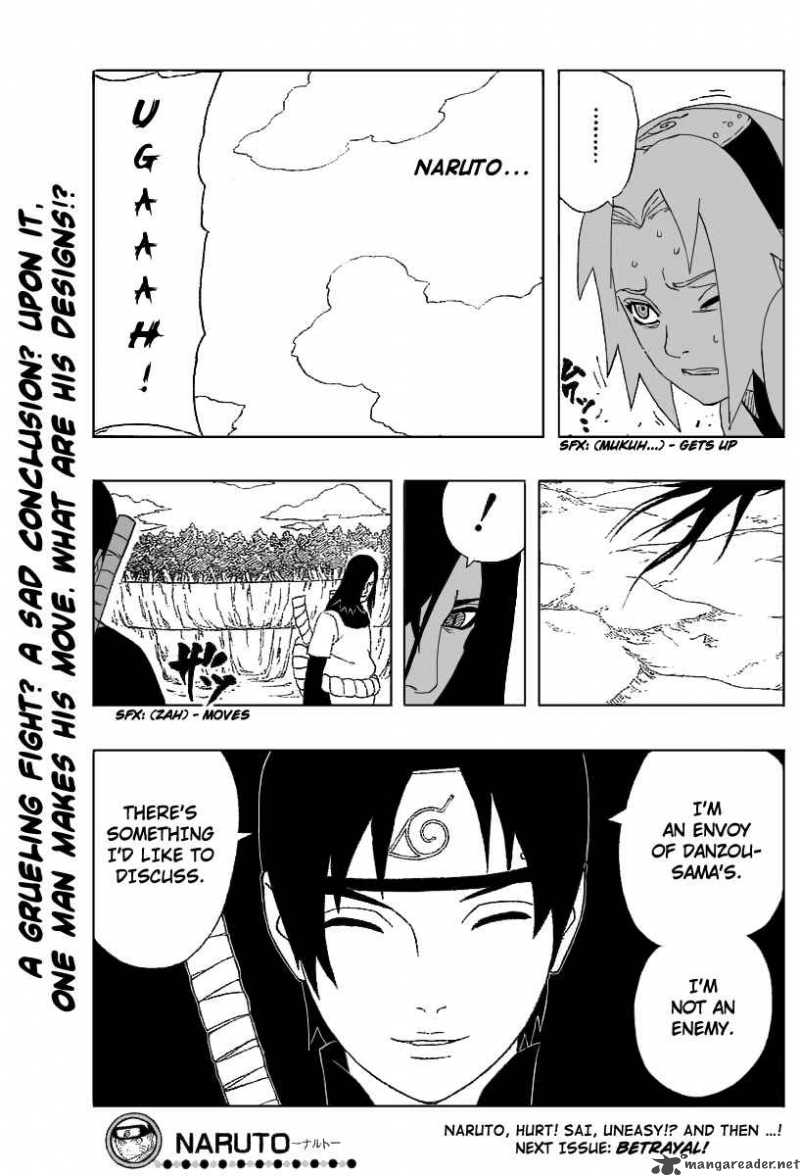 ..........
NARUTO...
U
G
A
A
A
A
H
!
SFX: (MUKUH...) - GETS UP
!
ザッ
SFX: (ZAH) - MOVES
I'M
AN ENVOY
OF DANZOU-
SAMA'S.
I'M
NOT AN
ENEMY.
THERE'S
SOMETHING
I'D LIKE TO
DISCUSS.
A GRUELING FIGHT? A SAD CONCLUSION? UPON IT,
ONE MAN MAKES HIS MOVE. WHAT ARE HIS DESIGNS!?
NARUTO —ナルト—
NARUTO, HURT! SAI, UNEASY!? AND THEN ...!
NEXT ISSUE: BETRAYAL!
mangareader.net